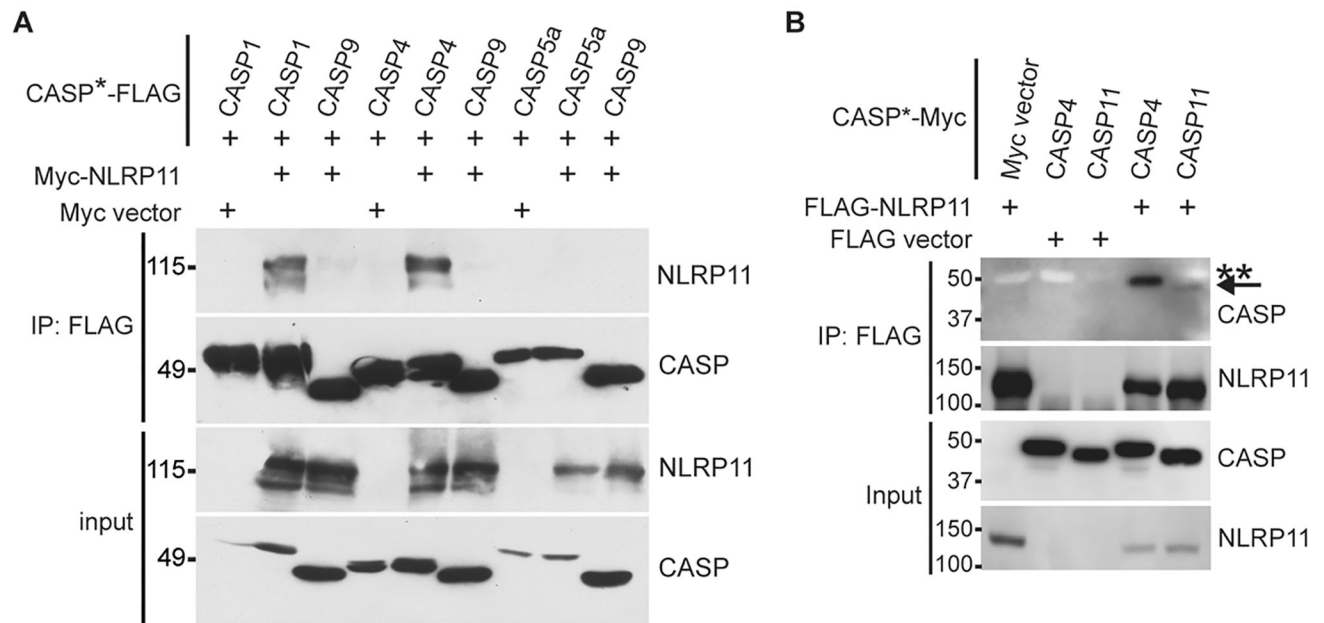 A
CASP*-FLAG
CASP1 CASP1 CASP9 CASP4 CASP4 CASP9 CASP5a CASP5a CASP9
+ + + + + + + + +
Myc-NLRP11 + + + + + +
Myc vector + + +
IP: FLAG
115 NLRP11
49 CASP
input
115 NLRP11
49 CASP
B
CASP*-Myc
Myc vector CASP4 CASP11 CASP4 CASP11
FLAG-NLRP11 + + +
FLAG vector + +
IP: FLAG
50 **
37 CASP
150 NLRP11
100
Input
50 CASP
37
150 NLRP11
100